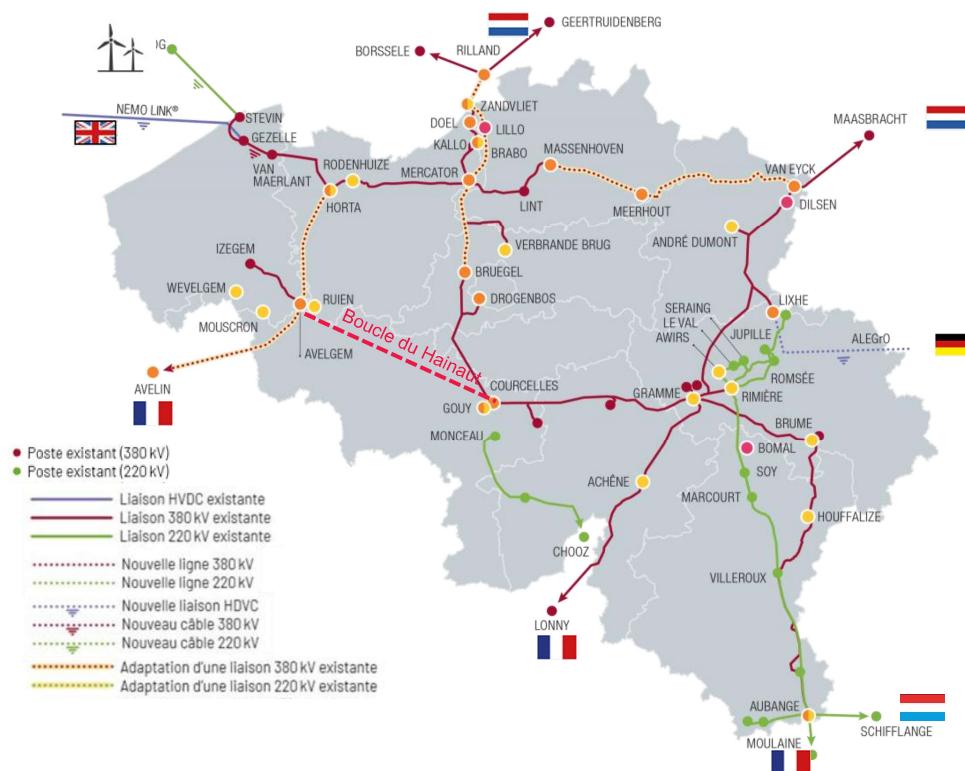 GEERTRUIDENBERG
BORSSELE
RILLAND
OG
NEMO LINK®
STEVIN
GEZELLE
VAN
MAERLANT
RODENHUIZE
HORTA
ZANDVLIET
DOEL
LILLO
KALLO
BRABO
MERCATOR
MASSENHOVEN
LINT
MEERHOUT
MAASBRACHT
VAN EYCK
DILSEN
ANDRÉ DUMONT
VERBRANDE BRUG
IZEGEM
WEVELGEM
MOUSCRON
RUIEN
AVELGEM
AVELIN
BRUEGEL
DROGENBOS
Boucle du Hainaut
COURCELLES
GOUY
MONCEAU
CHOOZ
LIXHE
SERAING
LE VAL
AWIRS
JUPILLE
ALEGrO
ROMSÉE
GRAMME
RIMIÈRE
BRUME
BOMAL
SOY
ACHÊNE
MARCOURT
HOUFFALIZE
VILLEROUX
LONNY
AUBANGE
MOULAINE
SCHIFFLANGE
Poste existant (380 kV)
Poste existant (220 kV)
Liaison HVDC existante
Liaison 380 kV existante
Liaison 220 kV existante
Nouvelle ligne 380 kV
Nouvelle ligne 220 kV
Nouvelle liaison HDVC
Nouveau câble 380 kV
Nouveau câble 220 kV
Adaptation d'une liaison 380 kV existante
Adaptation d'une liaison 220 kV existante